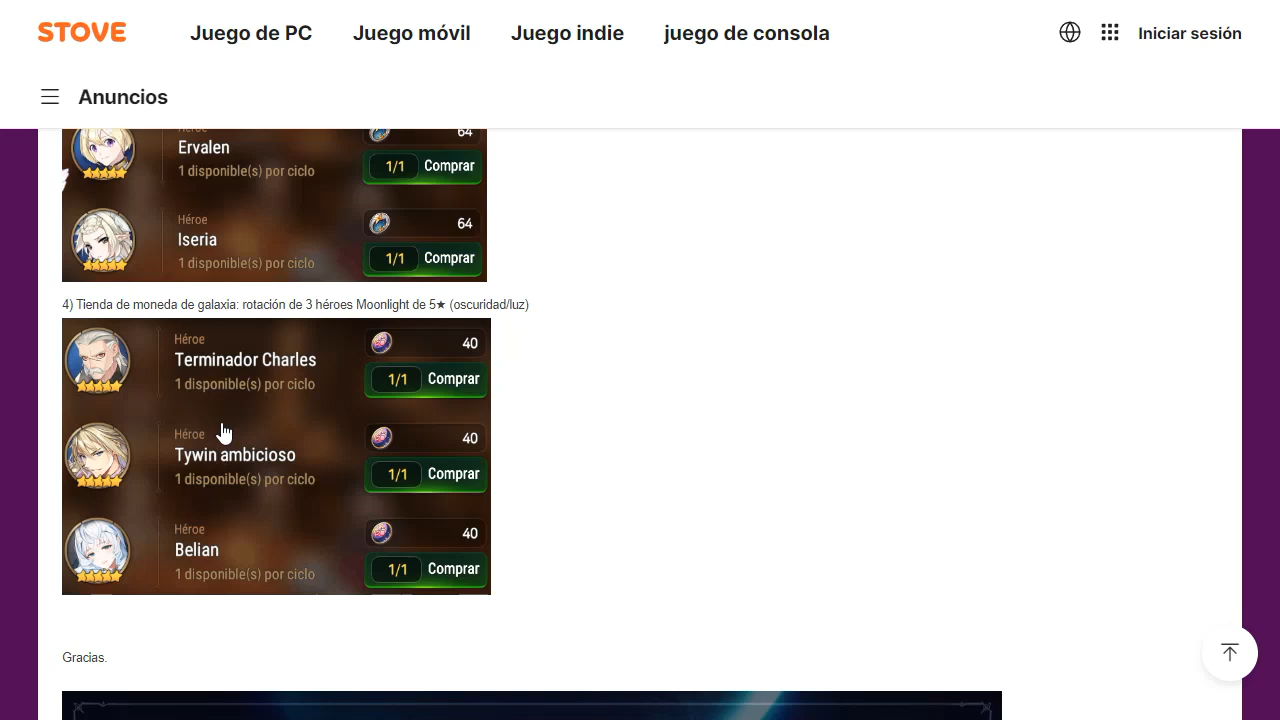 STOVE Juego de PC Juego móvil Juego indie juego de consola Iniciar sesión
Anuncios
Héroe
Ervalen
64
1 disponible(s) por ciclo
1/1 Comprar
Héroe
Iseria
64
1 disponible(s) por ciclo
1/1 Comprar
4) Tienda de moneda de galaxia: rotación de 3 héroes Moonlight de 5★ (oscuridad/luz)
Héroe
Terminador Charles
40
1 disponible(s) por ciclo
1/1 Comprar
Héroe
Tywin ambicioso
40
1 disponible(s) por ciclo
1/1 Comprar
Héroe
Belian
40
1 disponible(s) por ciclo
1/1 Comprar
Gracias.